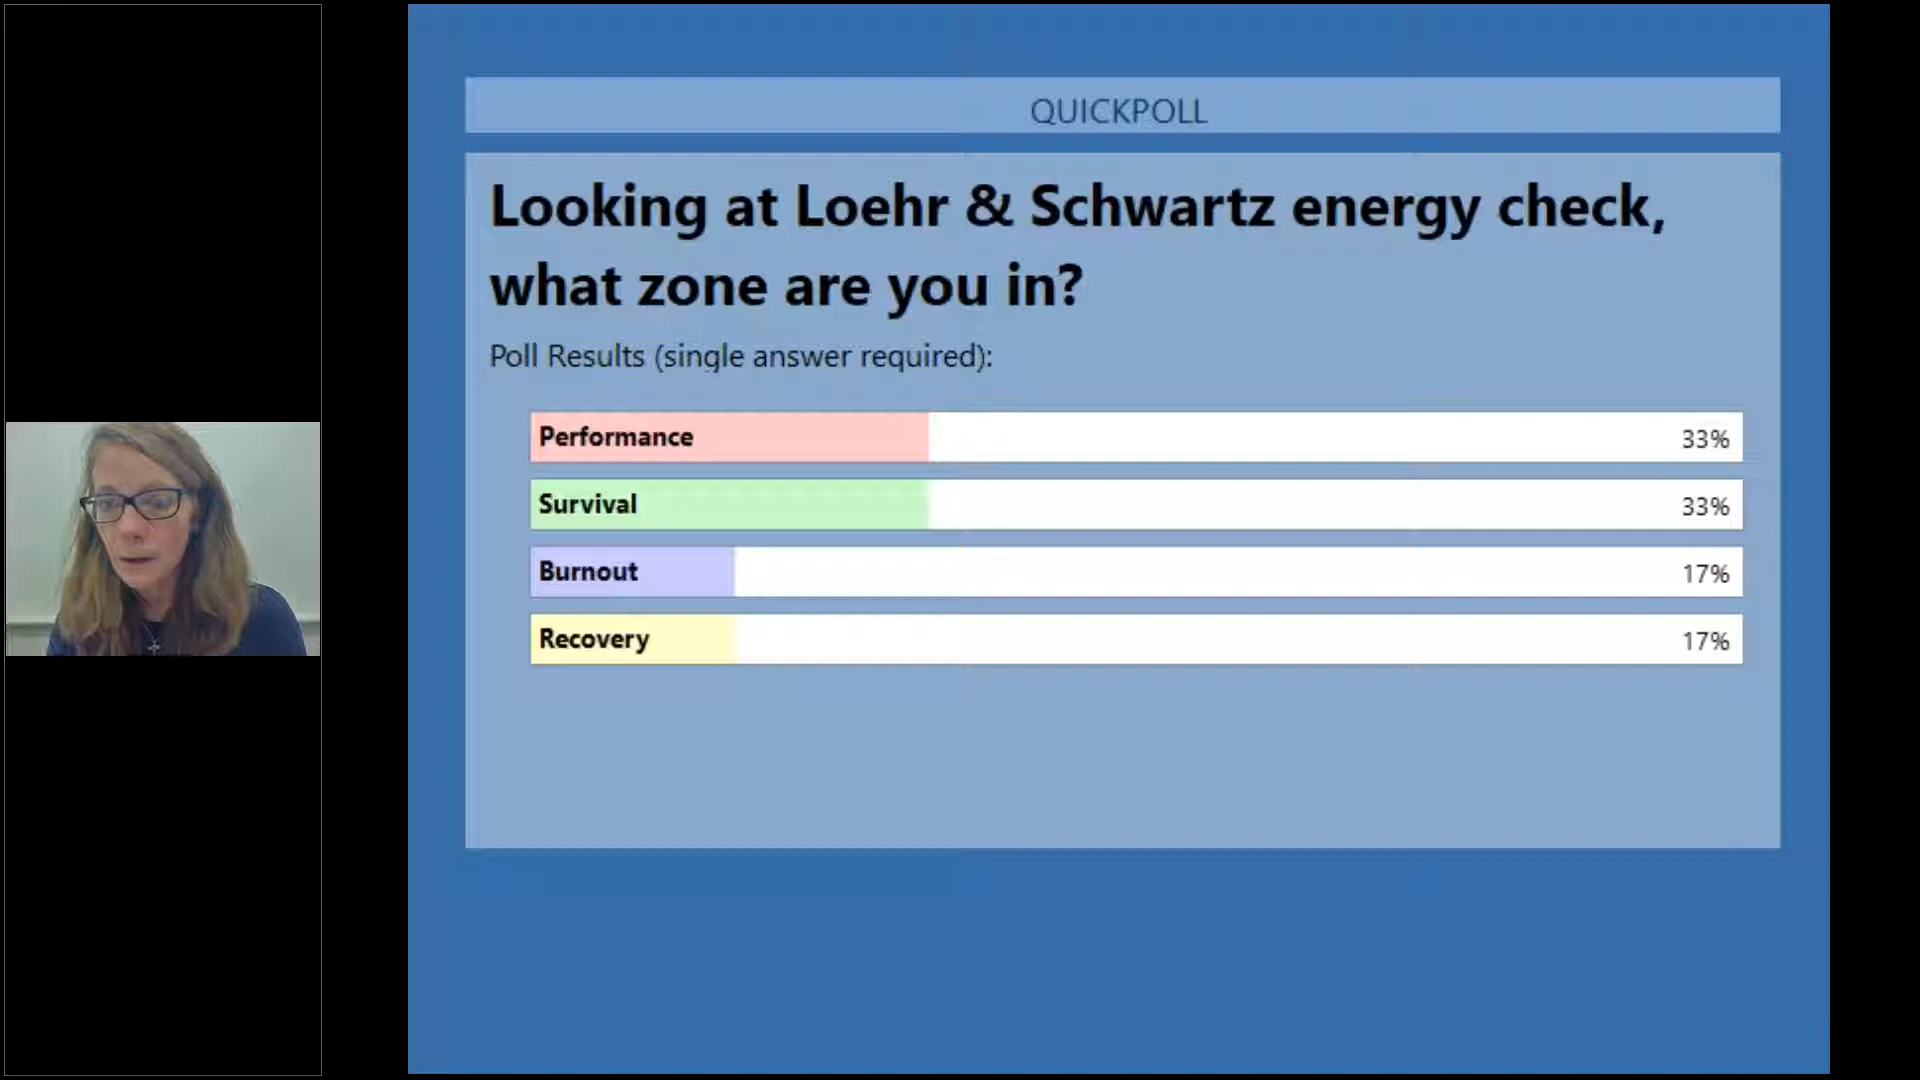 QUICKPOLL
Looking at Loehr & Schwartz energy check,
what zone are you in?
Poll Results (single answer required):
Performance 33%
Survival 33%
Burnout 17%
Recovery 17%